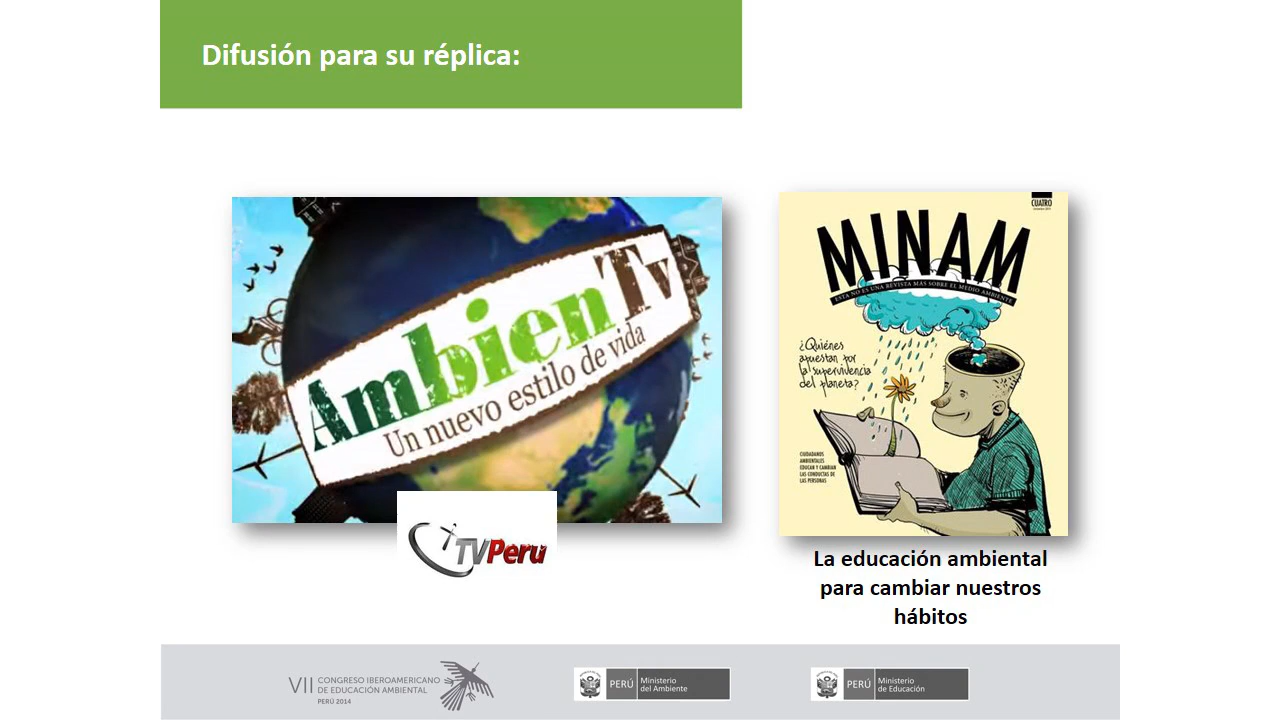 Difusión para su réplica:
AmbienTv
Un nuevo estilo de vida
TVPerú
CUATRO
MINAM
ESTA NO ES UNA REVISTA MÁS SOBRE EL MEDIO AMBIENTE
¿Quiénes
apuestan por
la supervivencia
del planeta?
CIUDADANOS
AMBIENTALES
EDUCAN Y CAMBIAN
LAS CONDUCTAS DE
LAS PERSONAS
La educación ambiental
para cambiar nuestros
hábitos
VII CONGRESO IBEROAMERICANO
DE EDUCACIÓN AMBIENTAL
PERÚ 2014
PERÚ Ministerio
del Ambiente
PERÚ Ministerio
de Educación